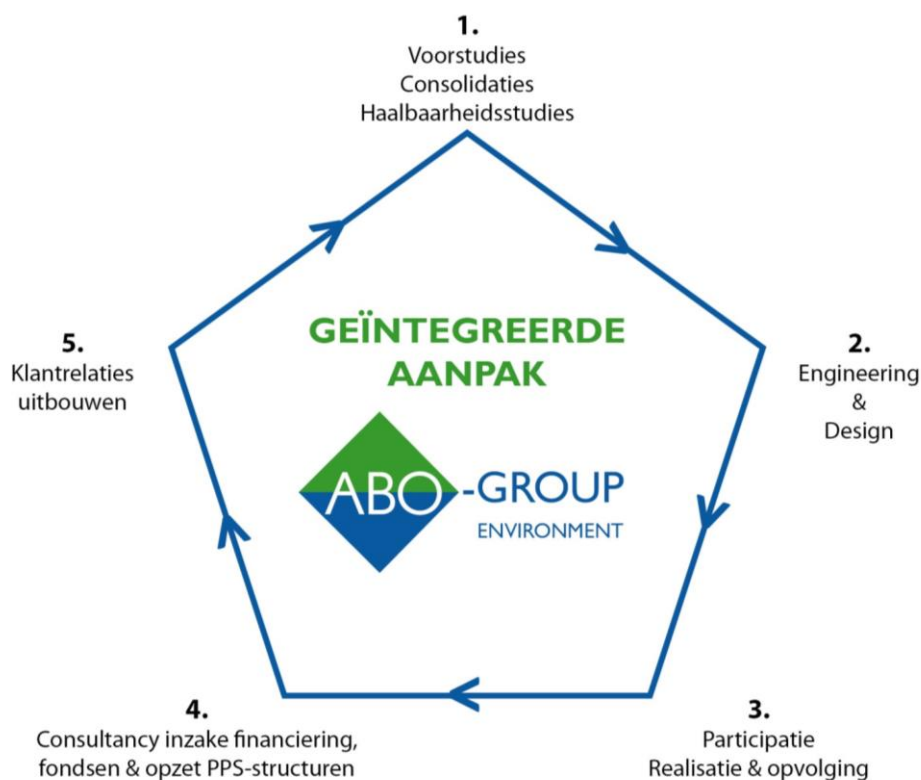 1.
Voorstudies
Consolidaties
Haalbaarheidsstudies
GEÏNTEGREERDE
AANPAK
ABO-GROUP
ENVIRONMENT
2.
Engineering
&
Design
3.
Participatie
Realisatie & opvolging
4.
Consultancy inzake financiering,
fondsen & opzet PPS-structuren
5.
Klantrelaties
uitbouwen